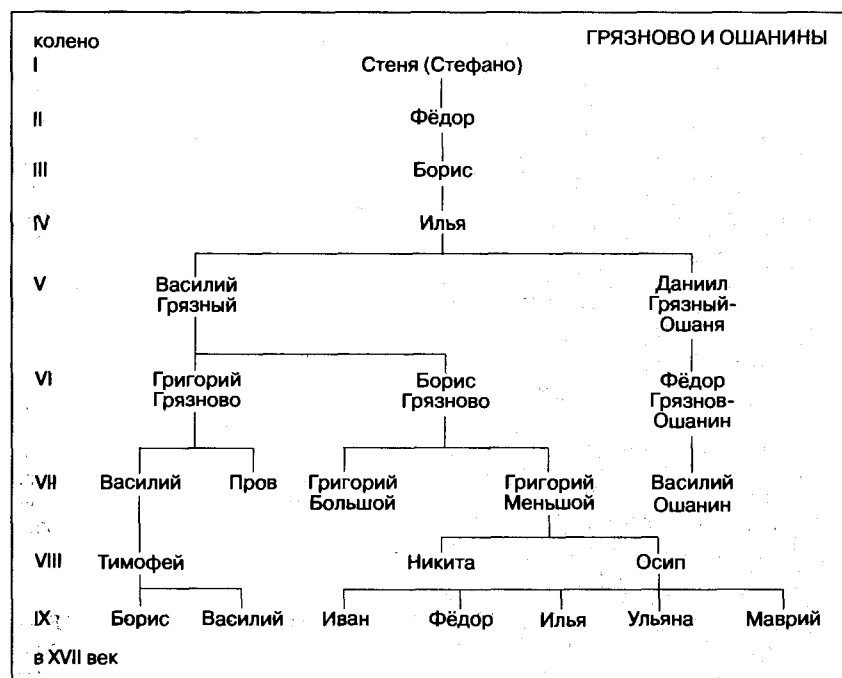 колено ГРЯЗНОВО И ОШАНИНЫ
I Стеня (Стефано)
II Фёдор
III Борис
IV Илья
V Василий Даниил
Грязный Грязный-
Ошаня
VI Григорий Борис Фёдор
Грязново Грязново Грязнов-
Ошанин
VII Василий Пров Григорий Григорий Василий
Большой Меньшой Ошанин
VIII Тимофей Никита Осип
IX Борис Василий Иван Фёдор Илья Ульяна Маврий
в XVII век